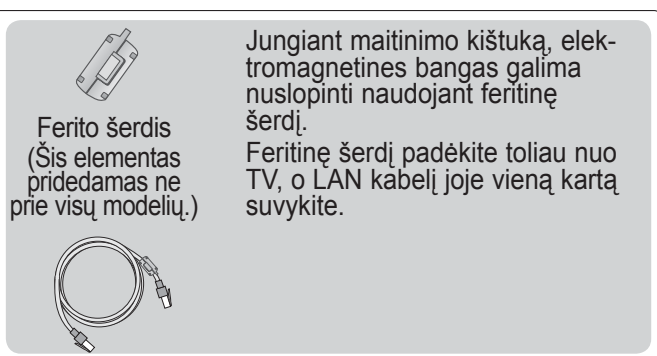 Ferito šerdis
(Šis elementas
pridedamas ne
prie visų modelių.)
Jungiant maitinimo kištuką, elek-
tromagnetines bangas galima
nuslopinti naudojant feritinę
šerdį.
Feritinę šerdį padėkite toliau nuo
TV, o LAN kabelį joje vieną kartą
suvykite.